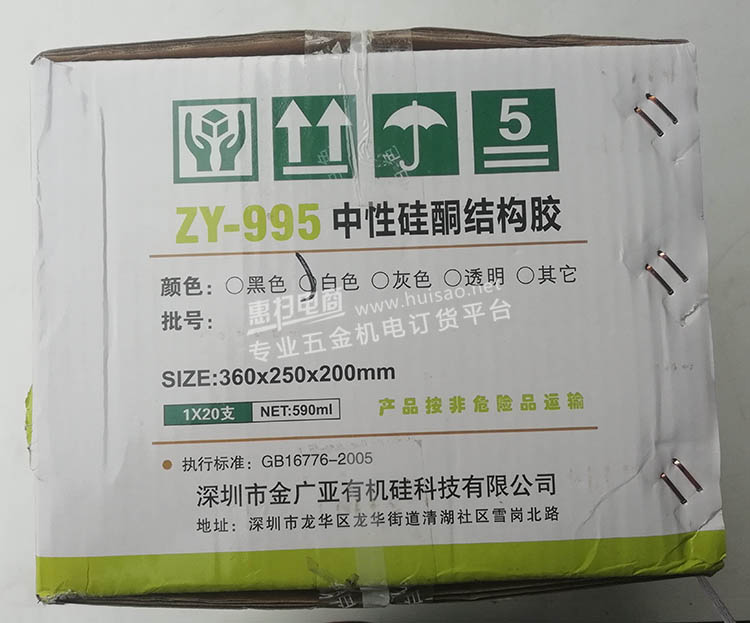 5
ZY-995 中性硅酮结构胶
颜色：○黑色 ○白色 ○灰色 ○透明 ○其它
惠扫电商 www.huisao.net
批号：
专业五金机电订货平台
SIZE:360x250x200mm
1X20支 NET:590ml 产品按非危险品运输
执行标准：GB16776-2005
深圳市金广亚有机硅科技有限公司
地址：深圳市龙华区龙华街道清湖社区雪岗北路